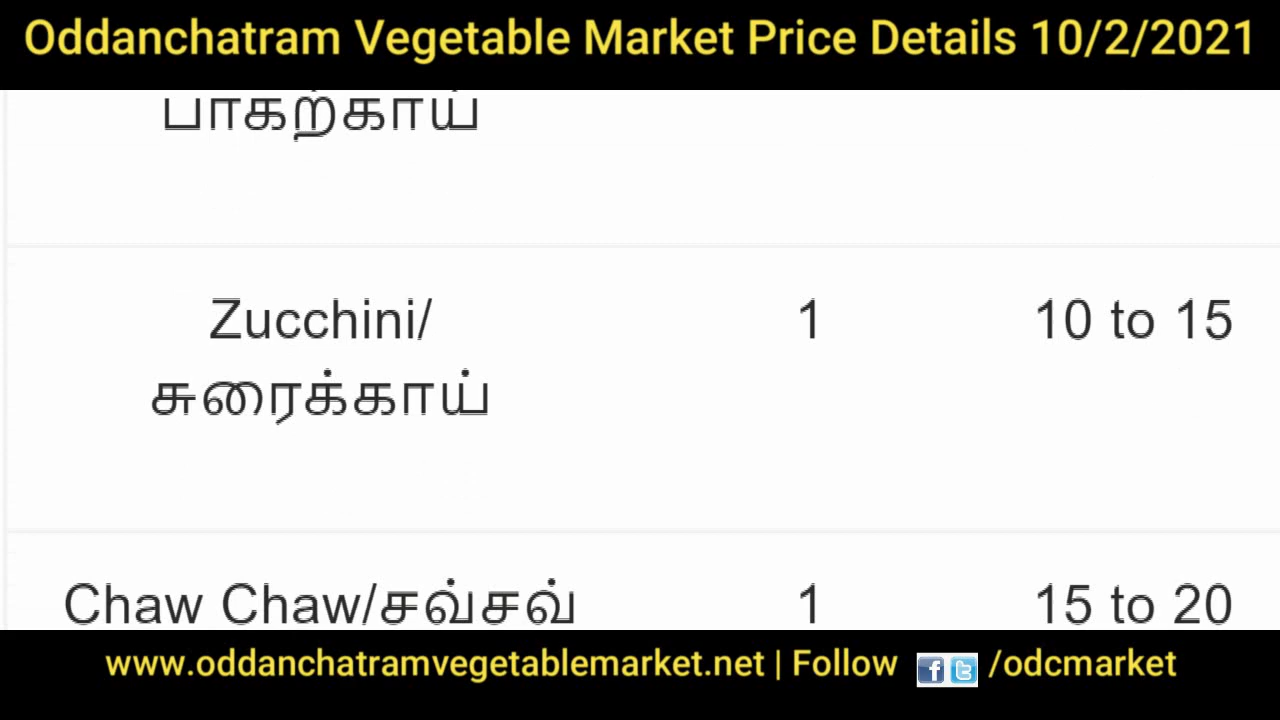 Oddanchatram Vegetable Market Price Details 10/2/2021
பாகற்காய்
Zucchini/ 1 10 to 15
சுரைக்காய்
Chaw Chaw/சவ்சவ் 1 15 to 20
www.oddanchatramvegetablemarket.net | Follow f t /odcmarket